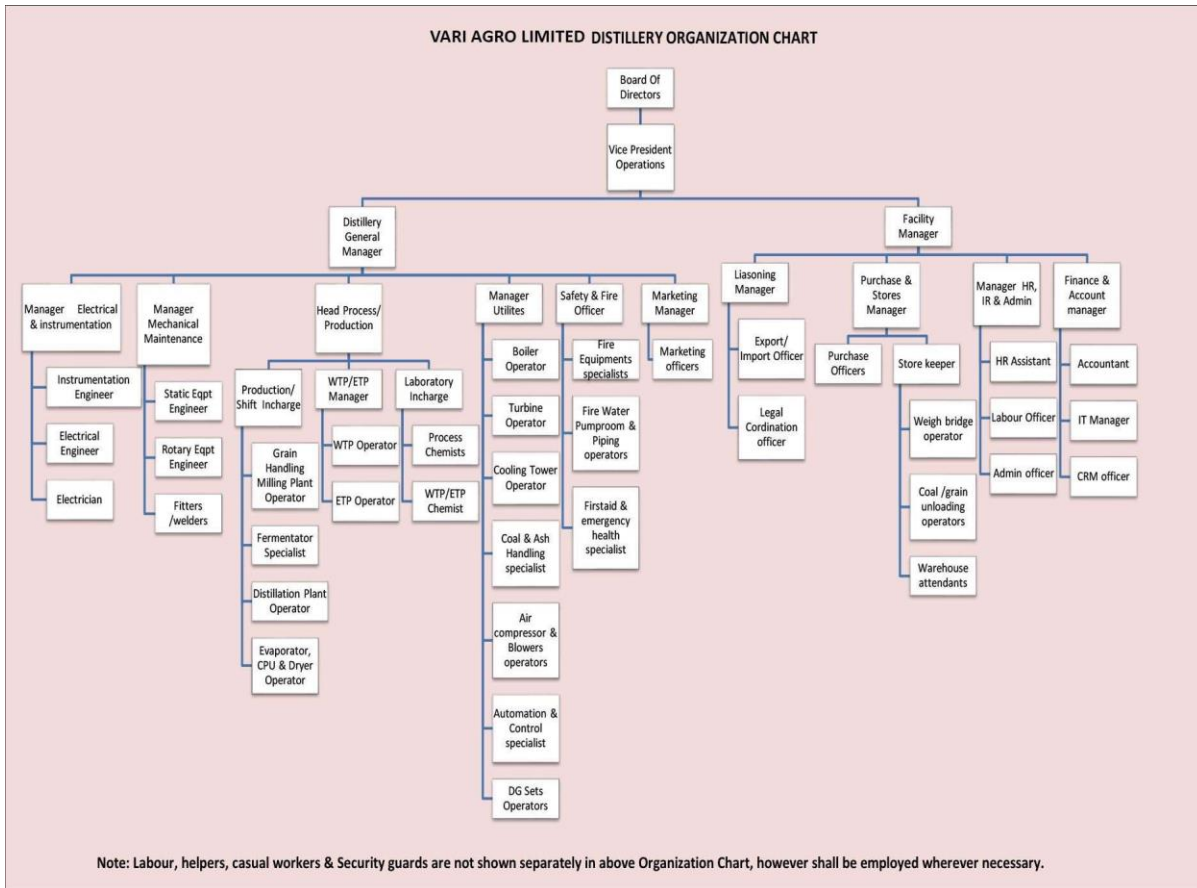 VARI AGRO LIMITED DISTILLERY ORGANIZATION CHART
Board Of
Directors
Vice President
Operations
Distillery
General
Manager
Facility
Manager
Manager Electrical
& instrumentation
Instrumentation
Engineer
Electrical
Engineer
Electrician
Manager
Mechanical
Maintenance
Static Eqpt
Engineer
Rotary Eqpt
Engineer
Fitters
/welders
Head Process/
Production
Production/
Shift Incharge
Grain
Handling
Milling Plant
Operator
Fermentator
Specialist
Distillation Plant
Operator
Evaporator,
CPU & Dryer
Operator
WTP/ETP
Manager
WTP Operator
ETP Operator
Laboratory
Incharge
Process
Chemists
WTP/ETP
Chemist
Manager
Utilites
Boiler
Operator
Turbine
Operator
Cooling Tower
Operator
Coal & Ash
Handling
specialist
Air
compressor &
Blowers
operators
Automation &
Control
specialist
DG Sets
Operators
Safety & Fire
Officer
Fire
Equipments
specialists
Fire Water
Pumproom &
Piping
operators
Firstaid &
emergency
health
specialist
Marketing
Manager
Marketing
officers
Liasoning
Manager
Export/
Import Officer
Legal
Cordination
officer
Purchase &
Stores
Manager
Purchase
Officers
Store keeper
Weigh bridge
operator
Coal /grain
unloading
operators
Warehouse
attendants
Manager HR,
IR & Admin
HR Assistant
Labour Officer
Admin officer
Finance &
Account
manager
Accountant
IT Manager
CRM officer
Note: Labour, helpers, casual workers & Security guards are not shown separately in above Organization Chart, however shall be employed wherever necessary.